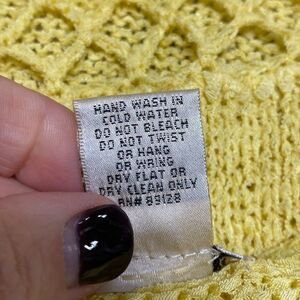 HAND WASH IN
COLD WATER
DO NOT BLEACH
DO NOT TWIST
OR HANG
OR WRING
DRY FLAT OR
DRY CLEAN ONLY
RN# 89128